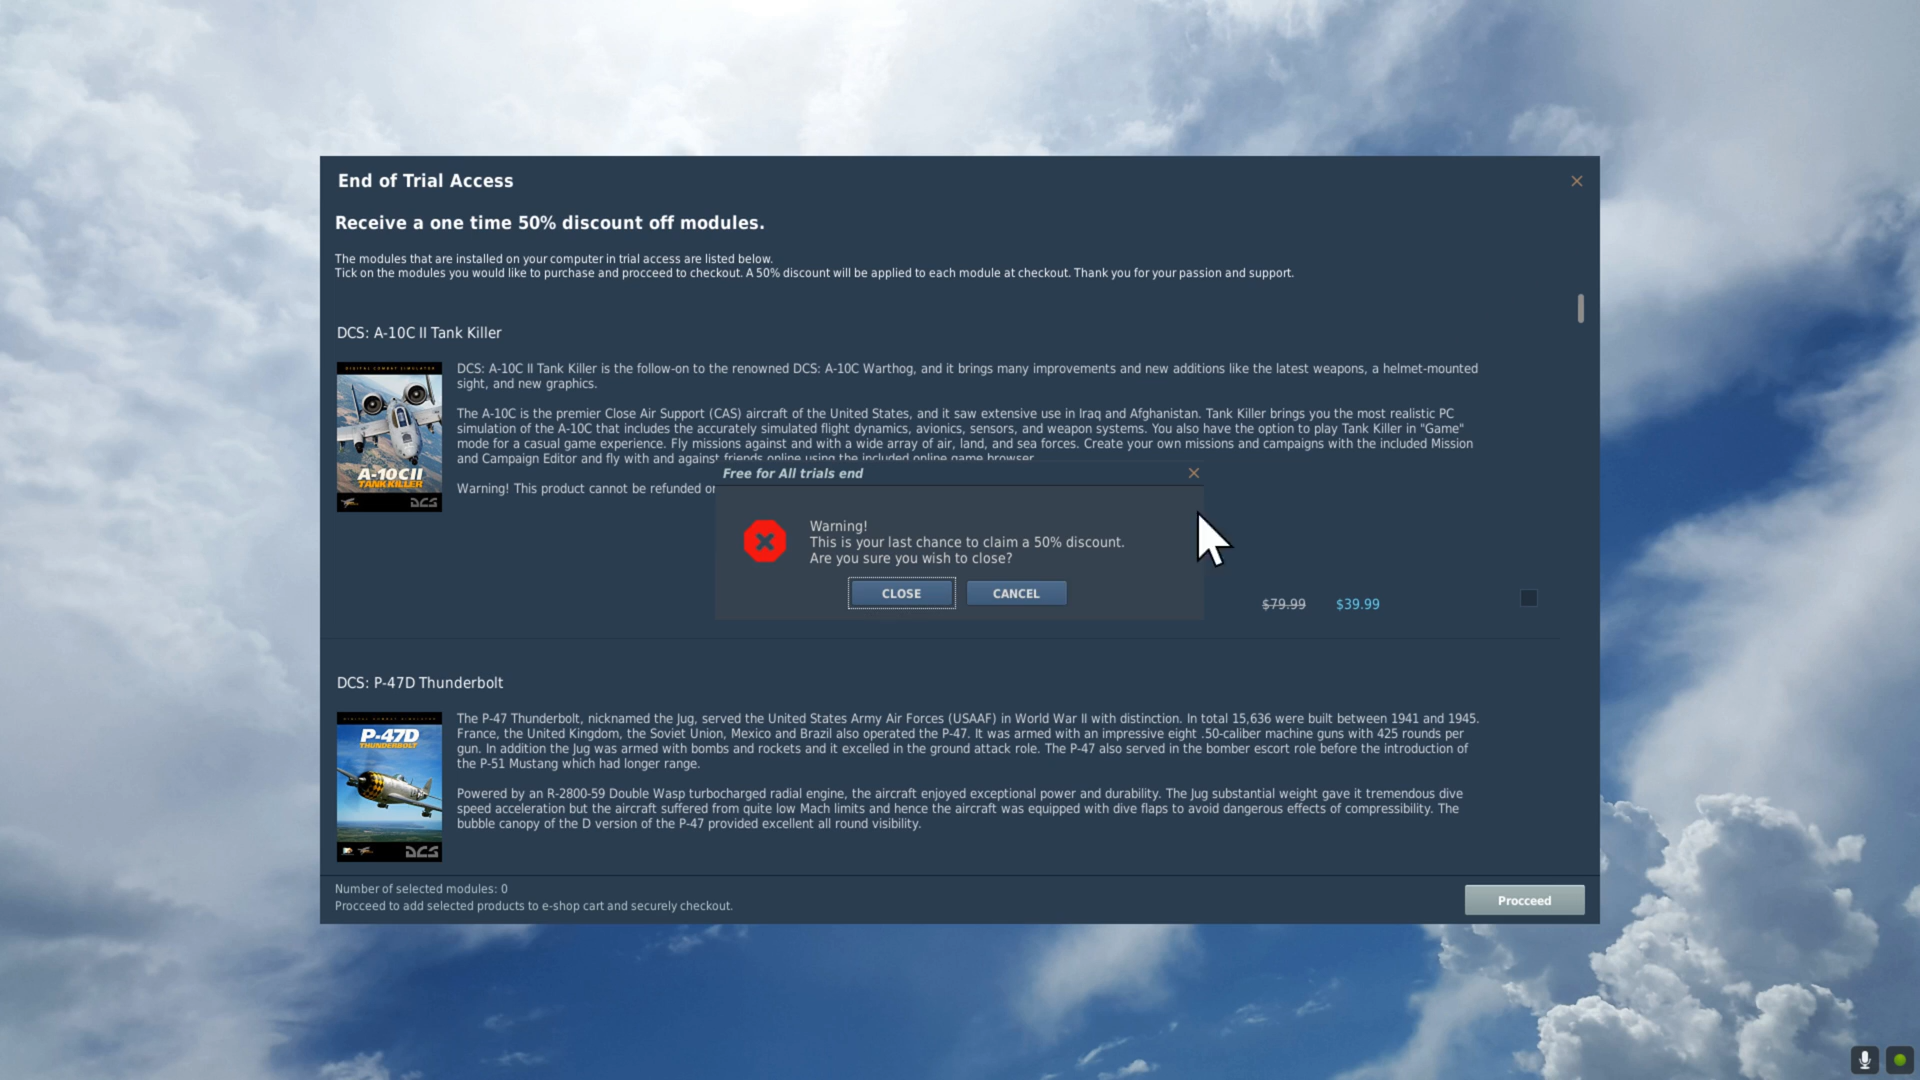 End of Trial Access
Receive a one time 50% discount off modules.
The modules that are installed on your computer in trial access are listed below.
Tick on the modules you would like to purchase and procceed to checkout. A 50% discount will be applied to each module at checkout. Thank you for your passion and support.
DCS: A-10C II Tank Killer
DIGITAL COMBAT SIMULATOR
A-10C II
TANK KILLER
DCS
DCS: A-10C II Tank Killer is the follow-on to the renowned DCS: A-10C Warthog, and it brings many improvements and new additions like the latest weapons, a helmet-mounted
sight, and new graphics.
The A-10C is the premier Close Air Support (CAS) aircraft of the United States, and it saw extensive use in Iraq and Afghanistan. Tank Killer brings you the most realistic PC
simulation of the A-10C that includes the accurately simulated flight dynamics, avionics, sensors, and weapon systems. You also have the option to play Tank Killer in "Game"
mode for a casual game experience. Fly missions against and with a wide array of air, land, and sea forces. Create your own missions and campaigns with the included Mission
and Campaign Editor and fly with and against friends online using the included online game browser.
Warning! This product cannot be refunded or
Free for All trials end
Warning!
This is your last chance to claim a 50% discount.
Are you sure you wish to close?
CLOSE
CANCEL
$79.99 $39.99
DCS: P-47D Thunderbolt
P-47D
THUNDERBOLT
DCS
The P-47 Thunderbolt, nicknamed the Jug, served the United States Army Air Forces (USAAF) in World War II with distinction. In total 15,636 were built between 1941 and 1945.
France, the United Kingdom, the Soviet Union, Mexico and Brazil also operated the P-47. It was armed with an impressive eight .50-caliber machine guns with 425 rounds per
gun. In addition the Jug was armed with bombs and rockets and it excelled in the ground attack role. The P-47 also served in the bomber escort role before the introduction of
the P-51 Mustang which had longer range.
Powered by an R-2800-59 Double Wasp turbocharged radial engine, the aircraft enjoyed exceptional power and durability. The Jug substantial weight gave it tremendous dive
speed acceleration but the aircraft suffered from quite low Mach limits and hence the aircraft was equipped with dive flaps to avoid dangerous effects of compressibility. The
bubble canopy of the D version of the P-47 provided excellent all round visibility.
Number of selected modules: 0
Procceed to add selected products to e-shop cart and securely checkout.
Procceed